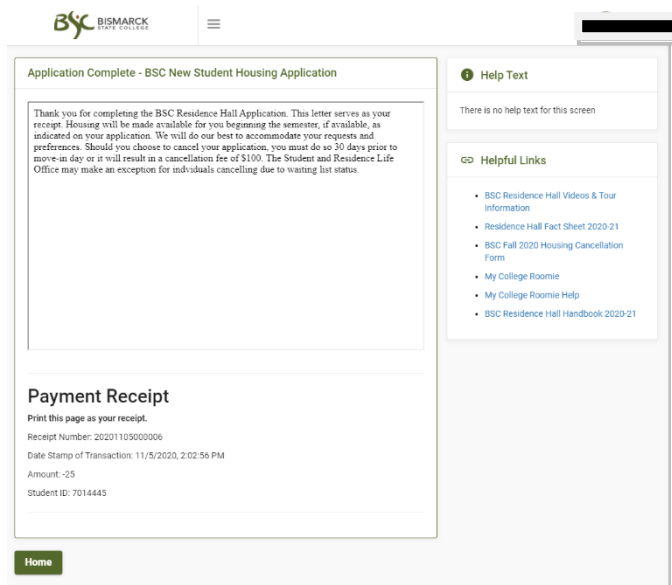 BSC BISMARCK
STATE COLLEGE
Application Complete - BSC New Student Housing Application
Thank you for completing the BSC Residence Hall Application. This letter serves as your
receipt. Housing will be made available for you beginning the semester, if available, as
indicated on your application. We will do our best to accommodate your requests and
preferences. Should you choose to cancel your application, you must do so 30 days prior to
move-in day or it will result in a cancellation fee of $100. The Student and Residence Life
Office may make an exception for indviduals cancelling due to waiting list status.
Payment Receipt
Print this page as your receipt.
Receipt Number: 20201105000006
Date Stamp of Transaction: 11/5/2020, 2:02:56 PM
Amount: -25
Student ID: 7014445
Home
Help Text
There is no help text for this screen
Helpful Links
BSC Residence Hall Videos & Tour
Information
Residence Hall Fact Sheet 2020-21
BSC Fall 2020 Housing Cancellation
Form
My College Roomie
My College Roomie Help
BSC Residence Hall Handbook 2020-21